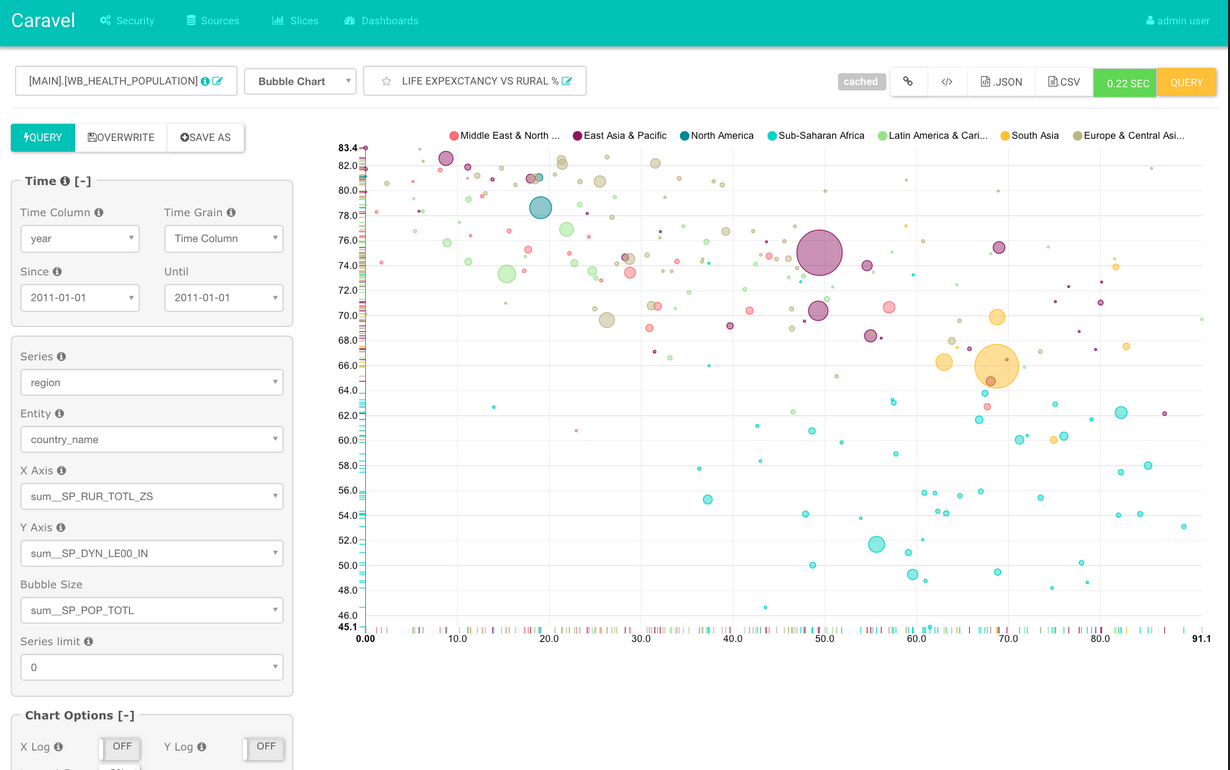 Caravel Security Sources Slices Dashboards admin user
[MAIN].[WB_HEALTH_POPULATION] Bubble Chart LIFE EXPEXCTANCY VS RURAL % cached </> .JSON .CSV 0.22 SEC QUERY
QUERY OVERWRITE SAVE AS
Time [-]
Time Column Time Grain
year Time Column
Since Until
2011-01-01 2011-01-01
Series
region
Entity
country_name
X Axis
sum__SP_RUR_TOTL_ZS
Y Axis
sum__SP_DYN_LE00_IN
Bubble Size
sum__SP_POP_TOTL
Series limit
0
Chart Options [-]
X Log OFF Y Log OFF
Middle East & North ... East Asia & Pacific North America Sub-Saharan Africa Latin America & Cari... South Asia Europe & Central Asi...
83.4
82.0
80.0
78.0
76.0
74.0
72.0
70.0
68.0
66.0
64.0
62.0
60.0
58.0
56.0
54.0
52.0
50.0
48.0
46.0
45.1
0.00 10.0 20.0 30.0 40.0 50.0 60.0 70.0 80.0 91.1